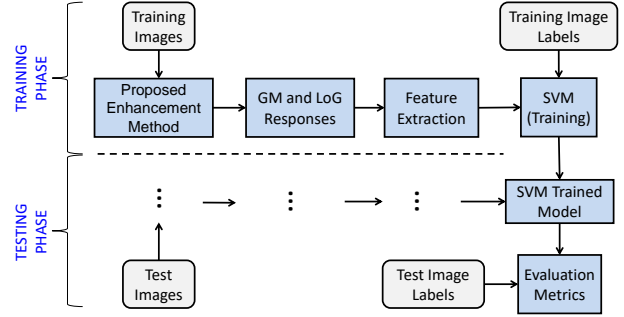 Training
Images
Training Image
Labels
TRAINING
PHASE
Proposed
Enhancement
Method
GM and LoG
Responses
Feature
Extraction
SVM
(Training)
TESTING
PHASE
SVM Trained
Model
Test
Images
Test Image
Labels
Evaluation
Metrics